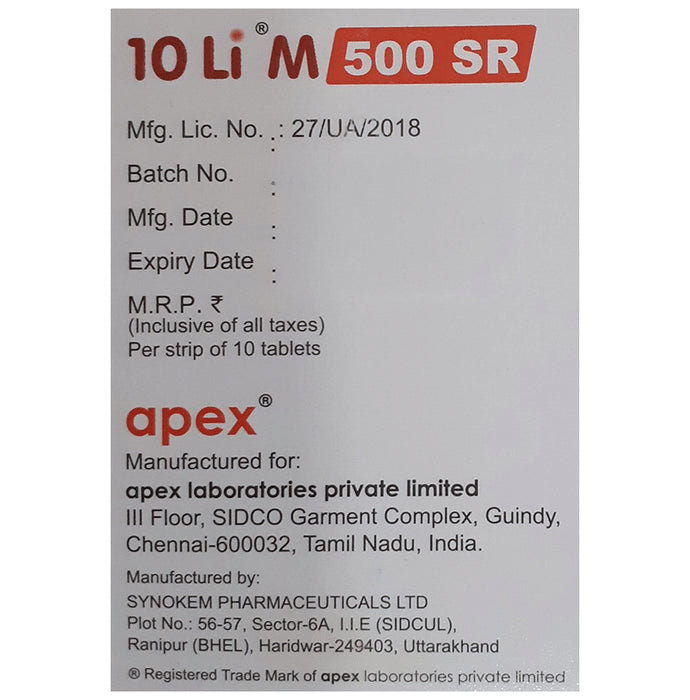 10 Li® M 500 SR
Mfg. Lic. No. : 27/UA/2018
Batch No. :
Mfg. Date :
Expiry Date :
M.R.P. ₹ :
(Inclusive of all taxes)
Per strip of 10 tablets
apex®
Manufactured for:
apex laboratories private limited
III Floor, SIDCO Garment Complex, Guindy,
Chennai-600032, Tamil Nadu, India.
Manufactured by:
SYNOKEM PHARMACEUTICALS LTD
Plot No.: 56-57, Sector-6A, I.I.E (SIDCUL),
Ranipur (BHEL), Haridwar-249403, Uttarakhand
® Registered Trade Mark of apex laboratories private limited